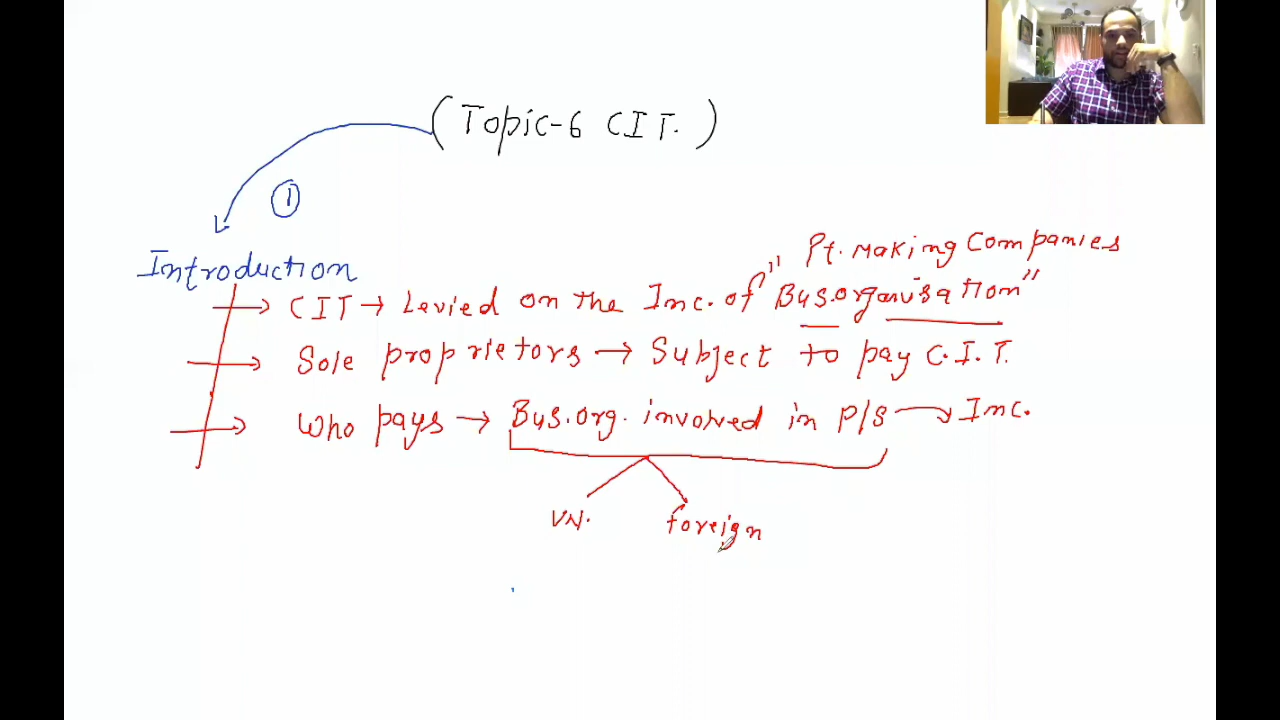 (Topic-6 CIT.)
①
Introduction
Pt. Making Companies
CIT → Levied on the Inc. of "Bus.organisation"
Sole proprietors → Subject to pay C.I.T.
Who pays → Bus.org. involved in P/S → Inc.
VN. foreign